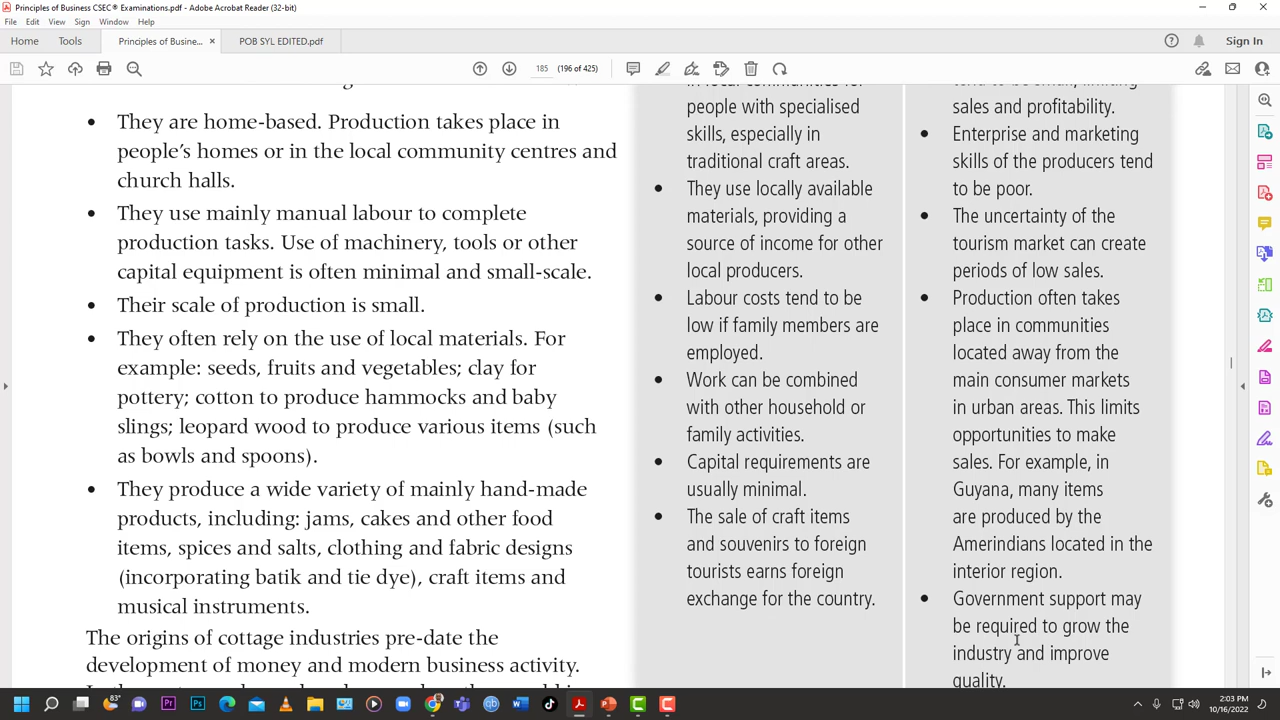 Principles of Business CSEC® Examinations.pdf - Adobe Acrobat Reader (32-bit)
File Edit View Sign Window Help
Home Tools Principles of Busine... × POB SYL EDITED.pdf Sign In
185 (196 of 425)
• They are home-based. Production takes place in
people's homes or in the local community centres and
church halls.
• They use mainly manual labour to complete
production tasks. Use of machinery, tools or other
capital equipment is often minimal and small-scale.
• Their scale of production is small.
• They often rely on the use of local materials. For
example: seeds, fruits and vegetables; clay for
pottery; cotton to produce hammocks and baby
slings; leopard wood to produce various items (such
as bowls and spoons).
• They produce a wide variety of mainly hand-made
products, including: jams, cakes and other food
items, spices and salts, clothing and fabric designs
(incorporating batik and tie dye), craft items and
musical instruments.
The origins of cottage industries pre-date the
development of money and modern business activity.
in local communities for
people with specialised
skills, especially in
traditional craft areas.
• They use locally available
materials, providing a
source of income for other
local producers.
• Labour costs tend to be
low if family members are
employed.
• Work can be combined
with other household or
family activities.
• Capital requirements are
usually minimal.
• The sale of craft items
and souvenirs to foreign
tourists earns foreign
exchange for the country.
tend to be small, limiting
sales and profitability.
• Enterprise and marketing
skills of the producers tend
to be poor.
• The uncertainty of the
tourism market can create
periods of low sales.
• Production often takes
place in communities
located away from the
main consumer markets
in urban areas. This limits
opportunities to make
sales. For example, in
Guyana, many items
are produced by the
Amerindians located in the
interior region.
• Government support may
be required to grow the
industry and improve
quality.
83°
2:03 PM
10/16/2022